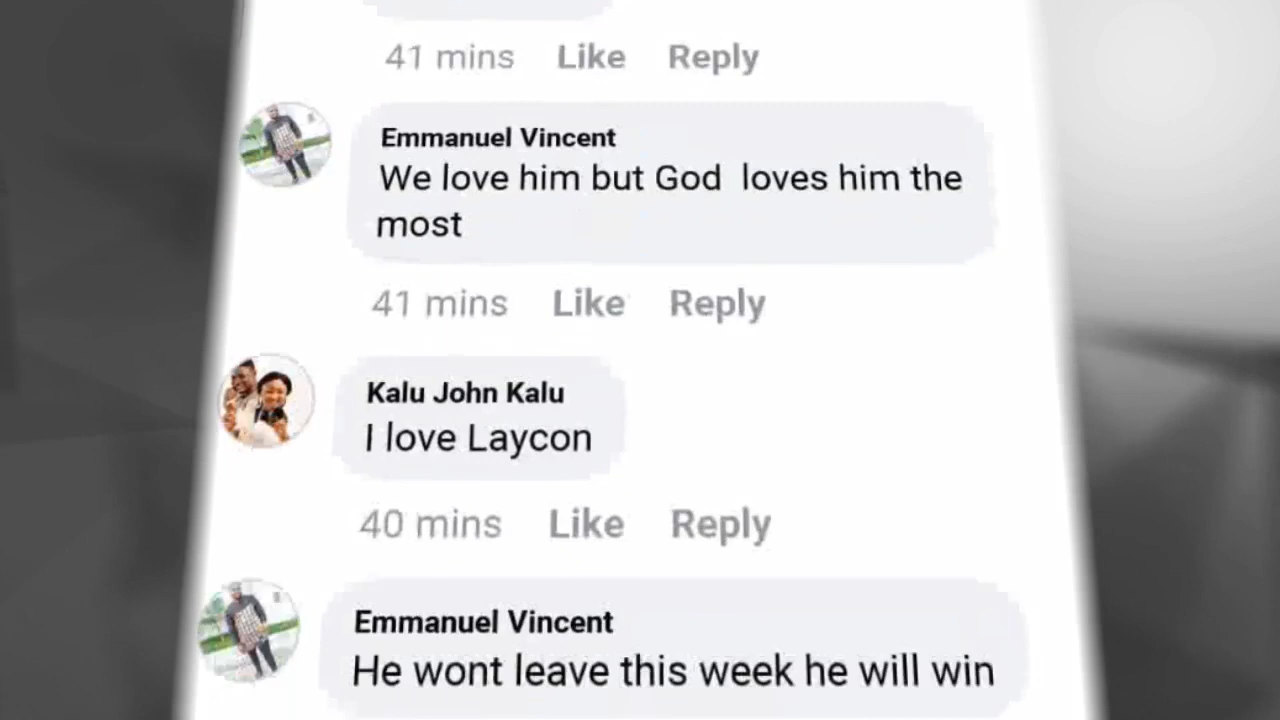 41 mins Like Reply
Emmanuel Vincent
We love him but God loves him the
most
41 mins Like Reply
Kalu John Kalu
I love Laycon
40 mins Like Reply
Emmanuel Vincent
He wont leave this week he will win